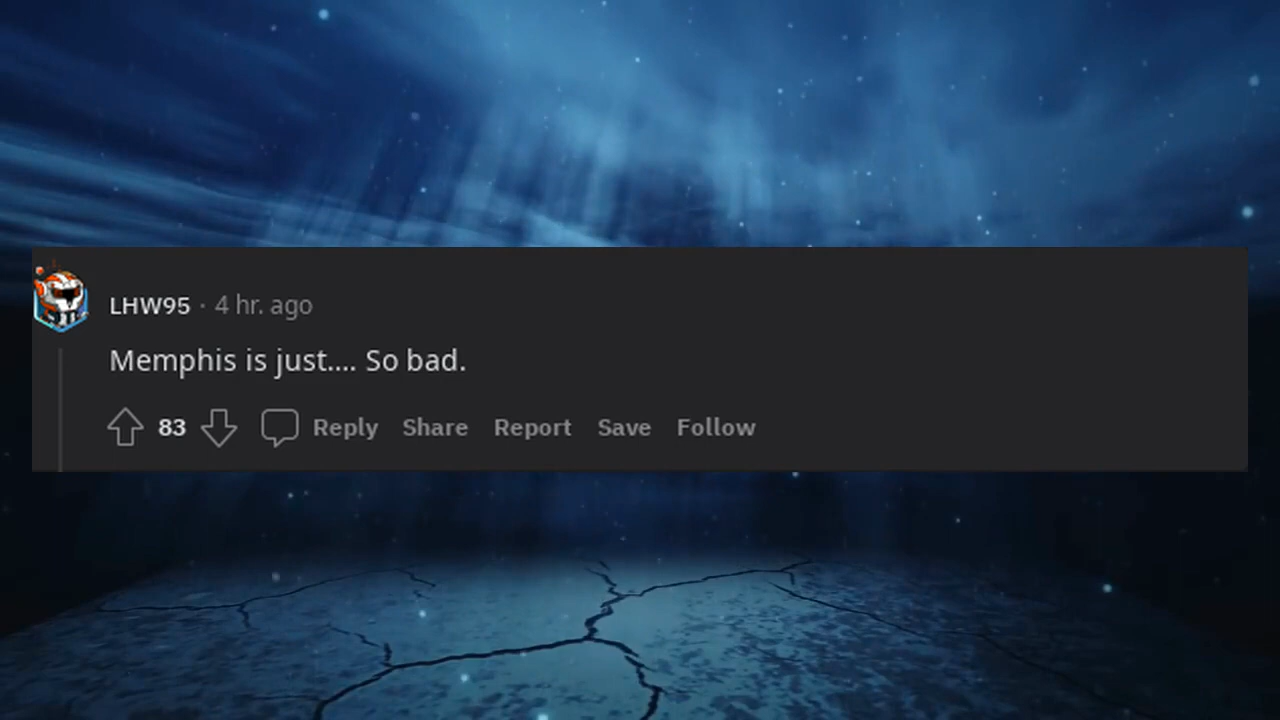 LHW95 · 4 hr. ago
Memphis is just.... So bad.
83 Reply Share Report Save Follow